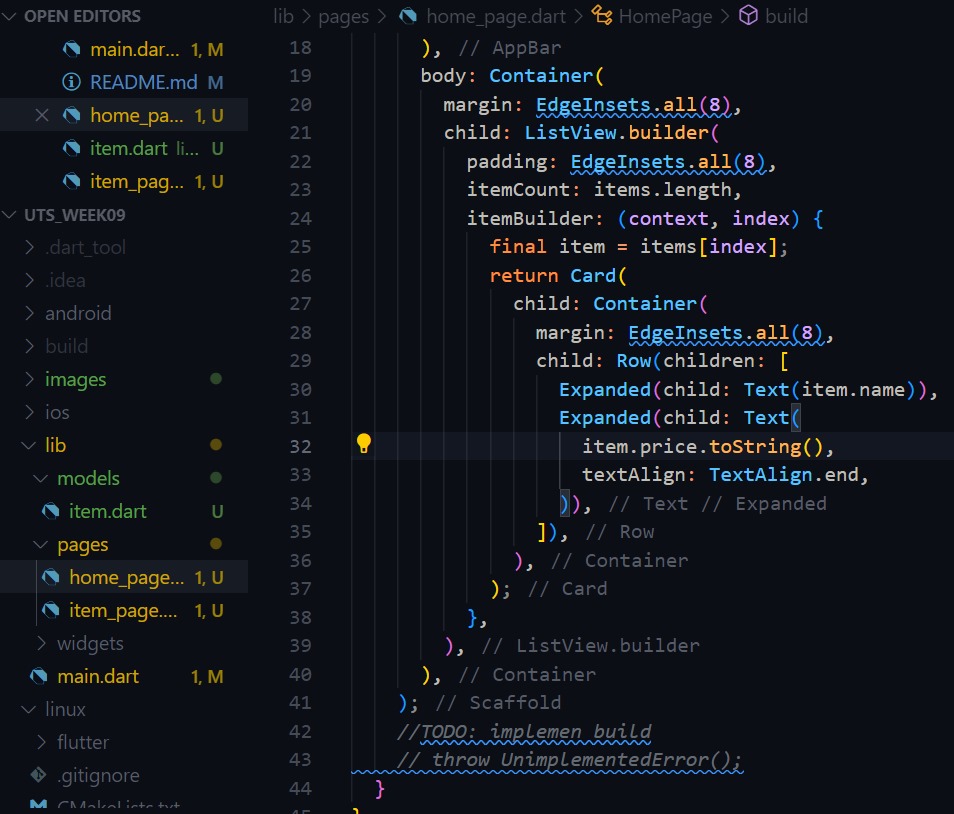 OPEN EDITORS
main.dar... 1, M
README.md M
home_pa... 1, U
item.dart li... U
item_pag... 1, U
UTS_WEEK09
.dart_tool
.idea
android
build
images
ios
lib
models
item.dart U
pages
home_page... 1, U
item_page.... 1, U
widgets
main.dart 1, M
linux
flutter
.gitignore
CMakeLists.txt
lib > pages > home_page.dart > HomePage > build
18 ), // AppBar
19 body: Container(
20 margin: EdgeInsets.all(8),
21 child: ListView.builder(
22 padding: EdgeInsets.all(8),
23 itemCount: items.length,
24 itemBuilder: (context, index) {
25 final item = items[index];
26 return Card(
27 child: Container(
28 margin: EdgeInsets.all(8),
29 child: Row(children: [
30 Expanded(child: Text(item.name)),
31 Expanded(child: Text(
32 item.price.toString(),
33 textAlign: TextAlign.end,
34 )), // Text // Expanded
35 ]), // Row
36 ), // Container
37 ); // Card
38 },
39 ), // ListView.builder
40 ), // Container
41 ); // Scaffold
42 //TODO: implemen build
43 // throw UnimplementedError();
44 }
45 }